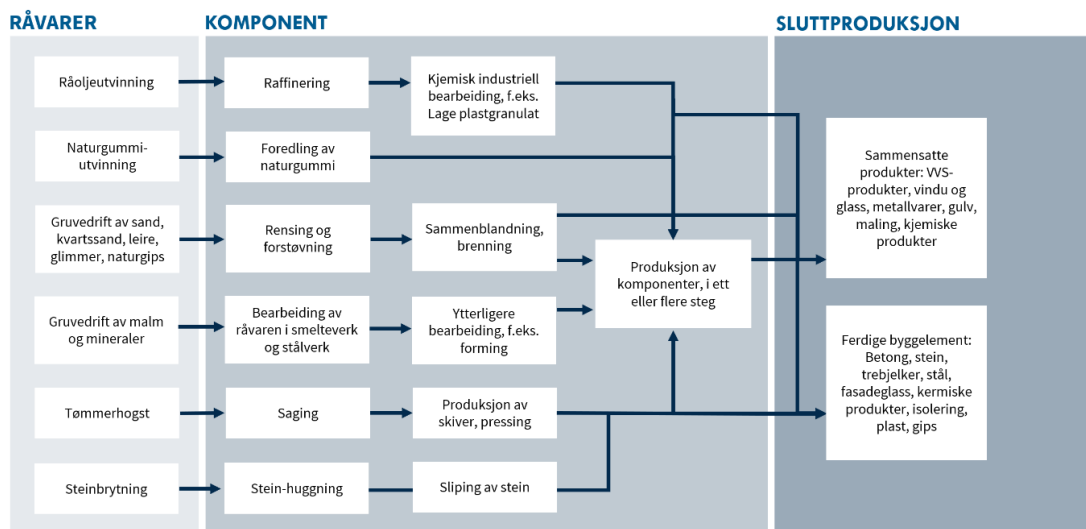 RÅVARER
KOMPONENT
SLUTTPRODUKSJON
Råoljeutvinning
Raffinering
Kjemisk industriell
bearbeiding, f.eks.
Lage plastgranulat
Naturgummi-
utvinning
Foredling av
naturgummi
Gruvedrift av sand,
kvartssand, leire,
glimmer, naturgips
Rensing og
forstøvning
Sammenblandning,
brenning
Gruvedrift av malm
og mineraler
Bearbeiding av
råvaren i smelteverk
og stålverk
Ytterligere
bearbeiding, f.eks.
forming
Tømmerhogst
Saging
Produksjon av
skiver, pressing
Steinbrytning
Stein-huggning
Sliping av stein
Produksjon av
komponenter, i ett
eller flere steg
Sammensatte
produkter: VVS-
produkter, vindu og
glass, metallvarer, gulv,
maling, kjemiske
produkter
Ferdige byggelement:
Betong, stein,
trebjelker, stål,
fasadeglass, kermiske
produkter, isolering,
plast, gips